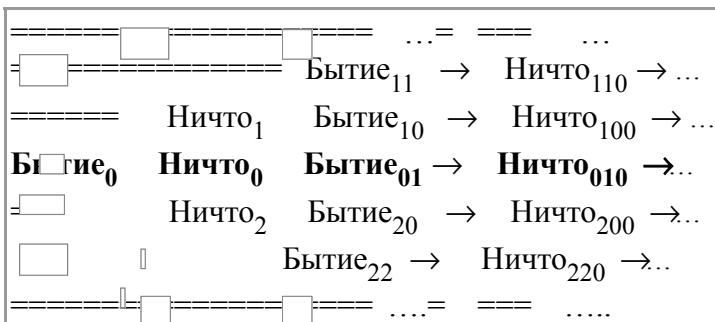 ==================== …= === …
=============== Бытие₁₁ → Ничто₁₁₀ → …
====== Ничто₁ Бытие₁₀ → Ничто₁₀₀ → …
Бытие₀ Ничто₀ Бытие₀₁ → Ничто₀₁₀ →…
= Ничто₂ Бытие₂₀ → Ничто₂₀₀ →…
Бытие₂₂ → Ничто₂₂₀ →…
==================== ….= === …..